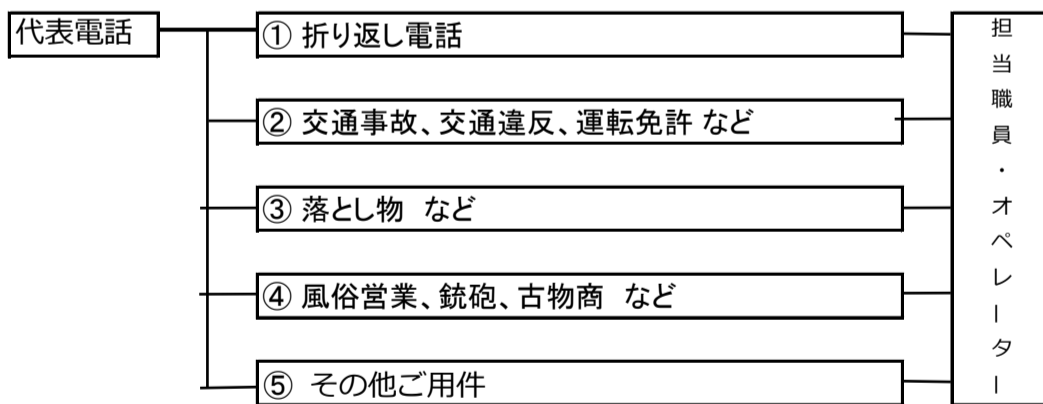 代表電話
① 折り返し電話
② 交通事故、交通違反、運転免許 など
③ 落とし物 など
④ 風俗営業、銃砲、古物商 など
⑤ その他ご用件
担当職員・オペレーター